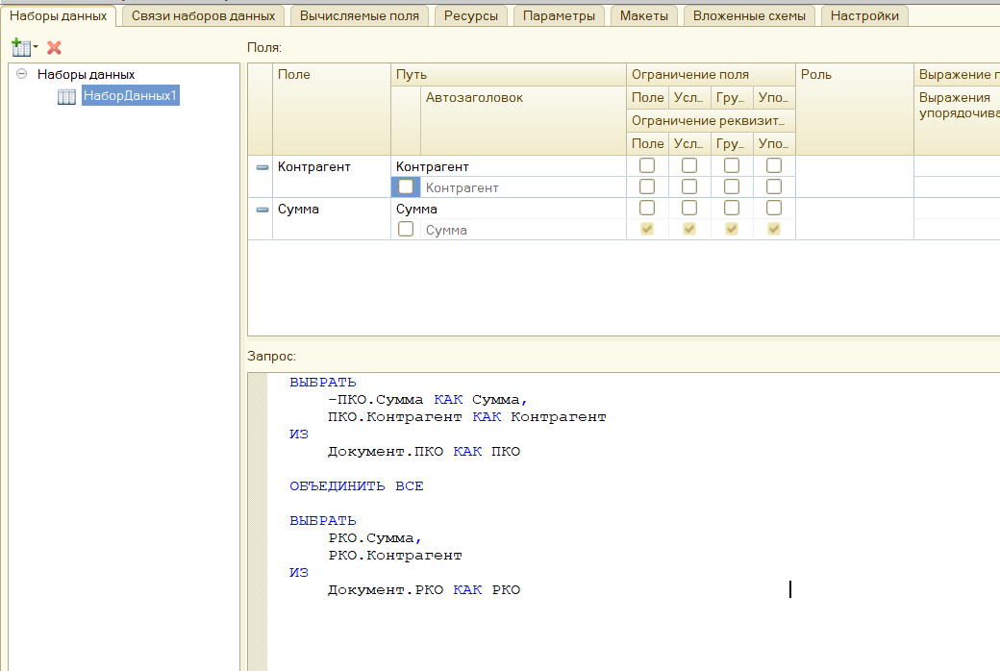 Наборы данных Связи наборов данных Вычисляемые поля Ресурсы Параметры Макеты Вложенные схемы Настройки
Поля:
Наборы данных
НаборДанных1
Поле Путь Ограничение поля Роль Выражение п
Автозаголовок Поле Усл... Гру... Упо... Выражения
упорядочива
Ограничение реквизит...
Поле Усл... Гру... Упо...
Контрагент Контрагент
Контрагент
Сумма Сумма
Сумма
Запрос:
ВЫБРАТЬ
-ПКО.Сумма КАК Сумма,
ПКО.Контрагент КАК Контрагент
ИЗ
Документ.ПКО КАК ПКО
ОБЪЕДИНИТЬ ВСЕ
ВЫБРАТЬ
РКО.Сумма,
РКО.Контрагент
ИЗ
Документ.РКО КАК РКО